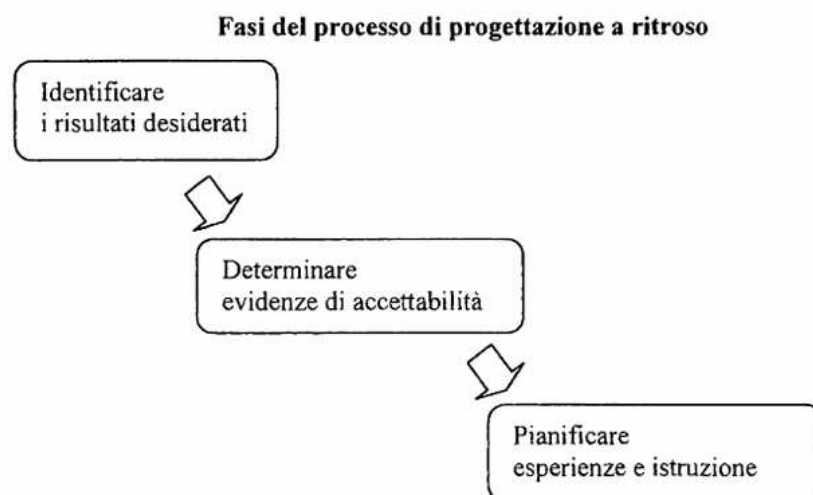 Fasi del processo di progettazione a ritroso
Identificare
i risultati desiderati
Determinare
evidenze di accettabilità
Pianificare
esperienze e istruzione